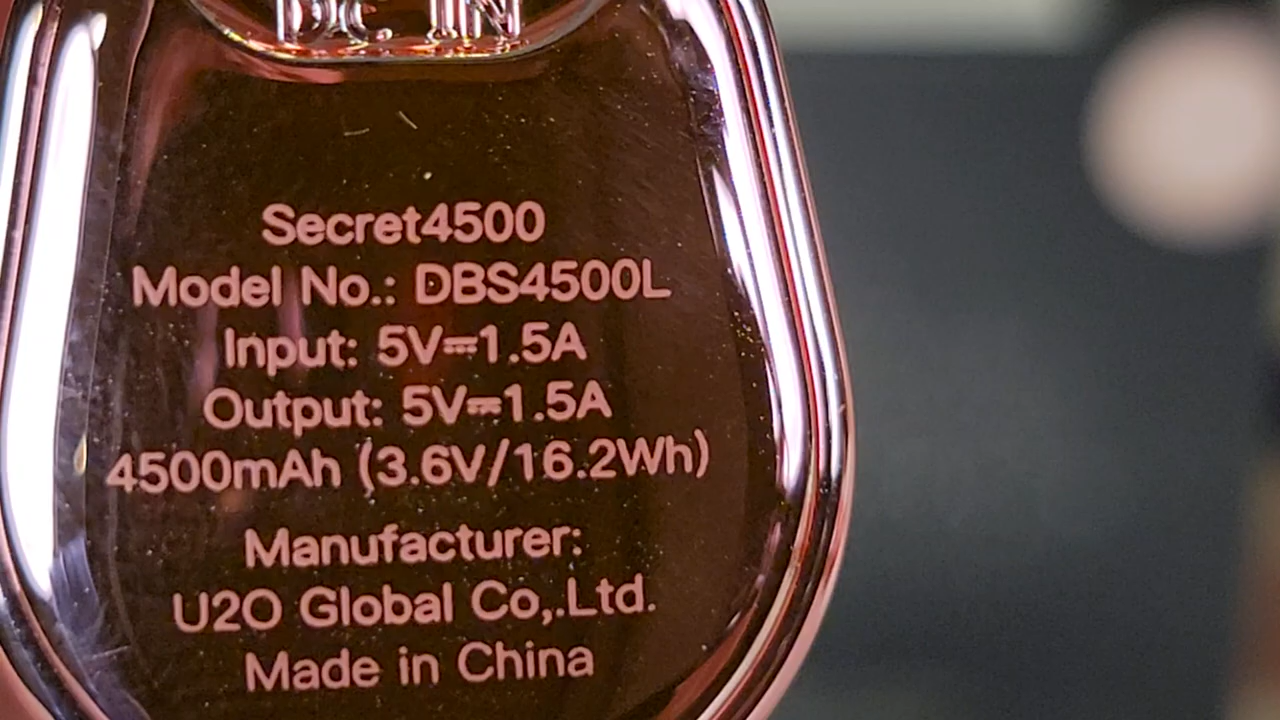 DC IN
Secret4500
Model No.: DBS4500L
Input: 5V⎓1.5A
Output: 5V⎓1.5A
4500mAh (3.6V/16.2Wh)
Manufacturer:
U2O Global Co,.Ltd.
Made in China